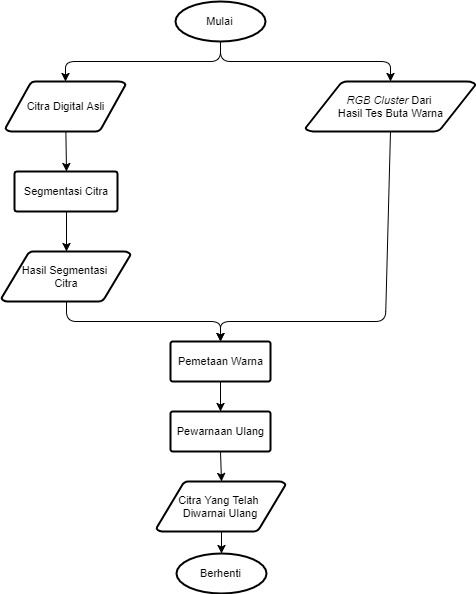 Mulai
Citra Digital Asli
RGB Cluster Dari
Hasil Tes Buta Warna
Segmentasi Citra
Hasil Segmentasi
Citra
Pemetaan Warna
Pewarnaan Ulang
Citra Yang Telah
Diwarnai Ulang
Berhenti